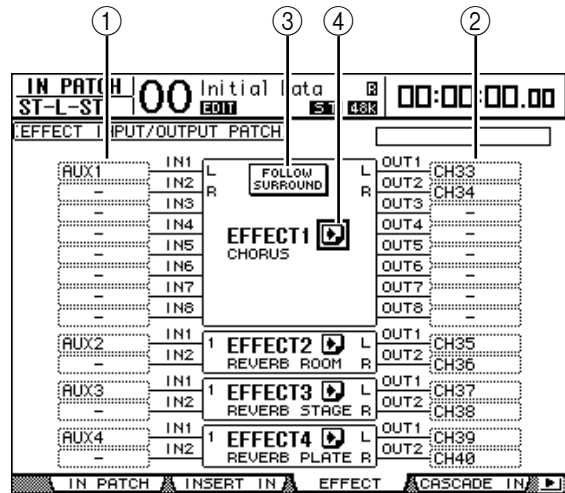 1 3 4 2
IN PATCH 00 Initial Data 00:00:00.00
ST-L-ST EDIT S.T 48K
EFFECT INPUT/OUTPUT PATCH
AUX1 IN1 L FOLLOW SURROUND L OUT1 CH33
- IN2 R R OUT2 CH34
- IN3 OUT3 -
- IN4 EFFECT1 OUT4 -
- IN5 CHORUS OUT5 -
- IN6 OUT6 -
- IN7 OUT7 -
- IN8 OUT8 -
AUX2 IN1 1 EFFECT2 L OUT1 CH35
- IN2 REVERB ROOM R OUT2 CH36
AUX3 IN1 1 EFFECT3 L OUT1 CH37
- IN2 REVERB STAGE R OUT2 CH38
AUX4 IN1 1 EFFECT4 L OUT1 CH39
- IN2 REVERB PLATE R OUT2 CH40
IN PATCH INSERT IN EFFECT CASCADE IN